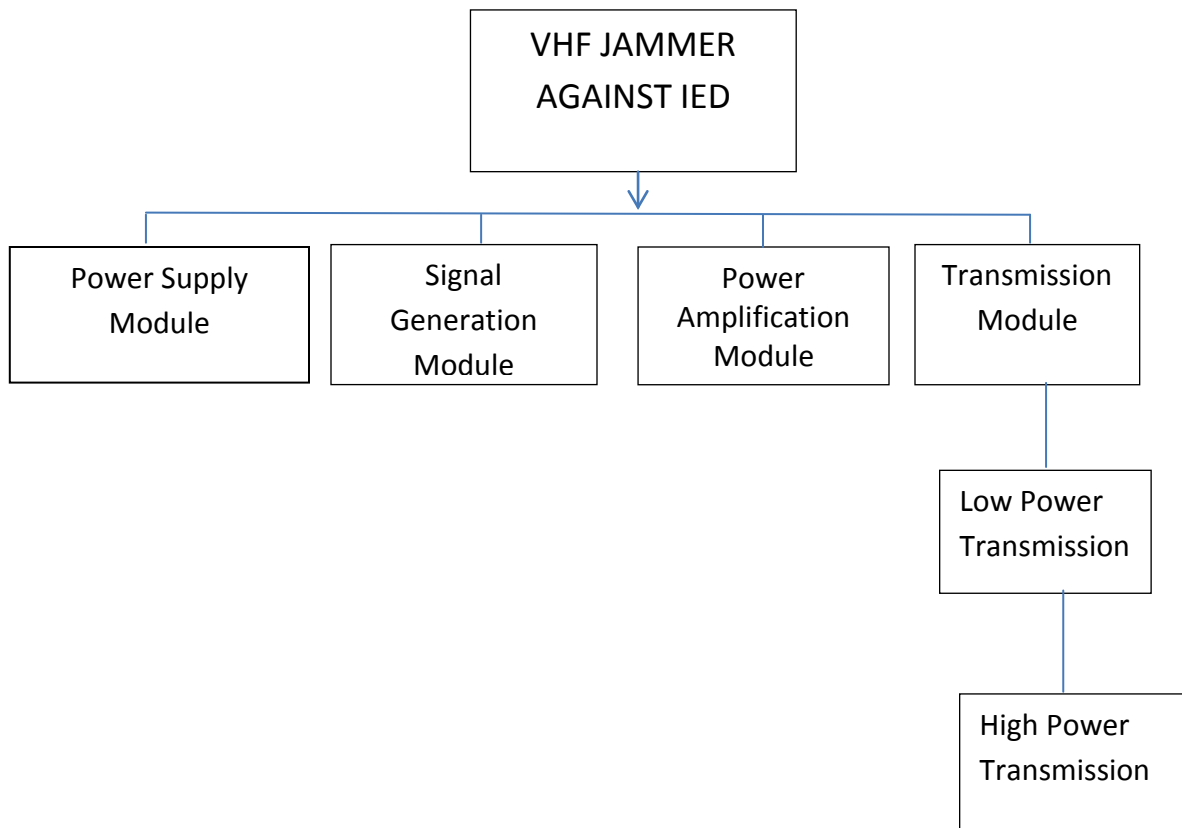 VHF JAMMER
AGAINST IED
Power Supply
Module
Signal
Generation
Module
Power
Amplification
Module
Transmission
Module
Low Power
Transmission
High Power
Transmission